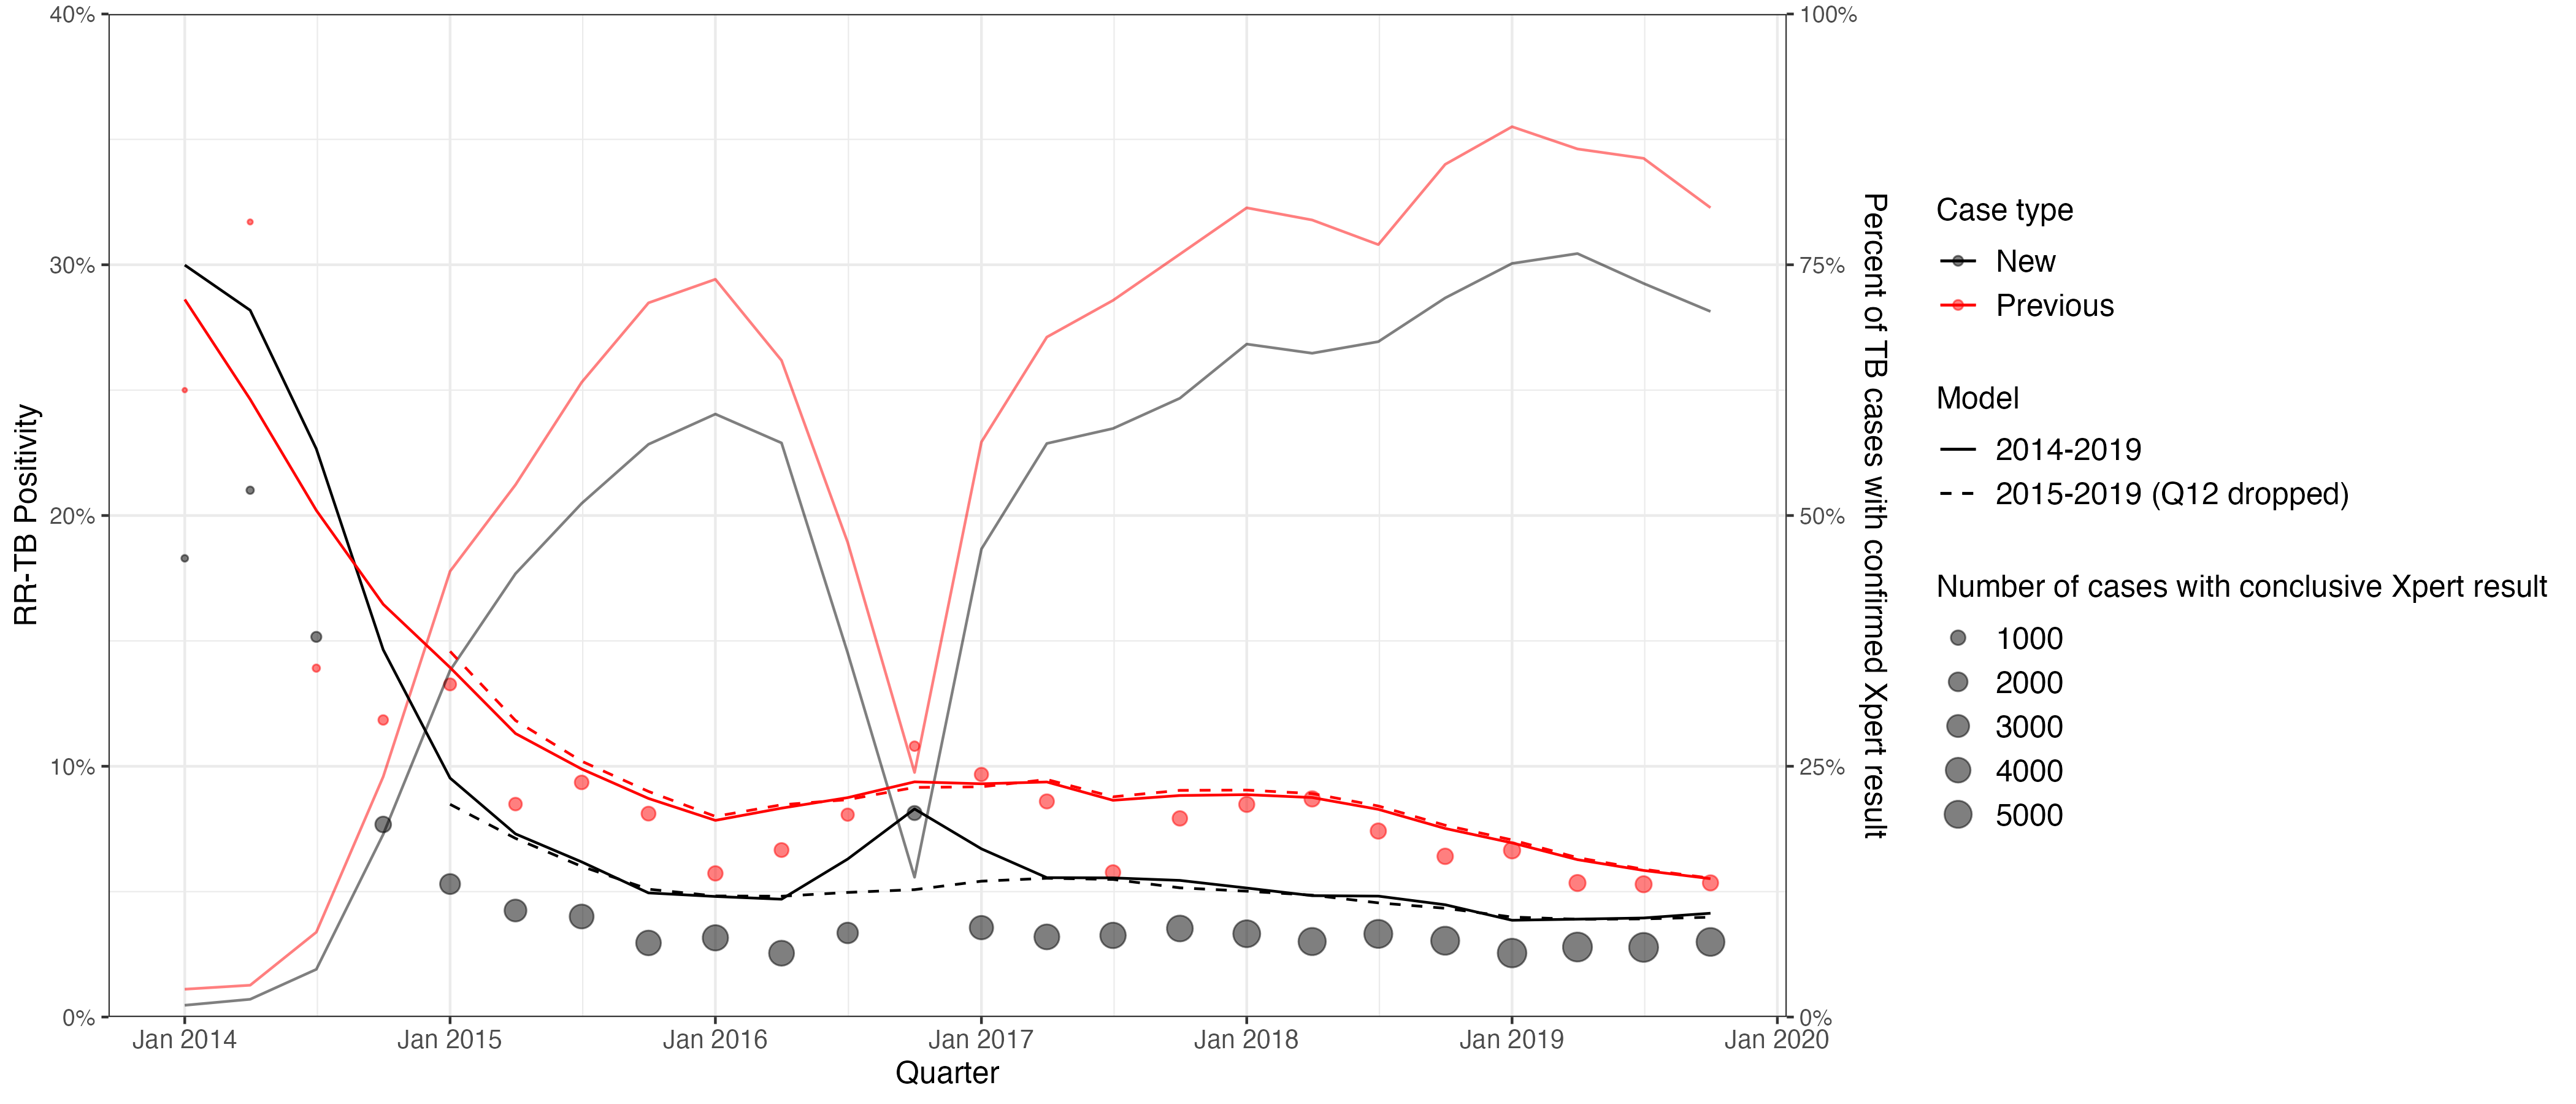 40%
30%
20%
10%
0%
RR-TB Positivity
100%
75%
50%
25%
0%
Percent of TB cases with confirmed Xpert result
Jan 2014
Jan 2015
Jan 2016
Jan 2017
Jan 2018
Jan 2019
Jan 2020
Quarter
Case type
New
Previous
Model
2014-2019
2015-2019 (Q12 dropped)
Number of cases with conclusive Xpert result
1000
2000
3000
4000
5000